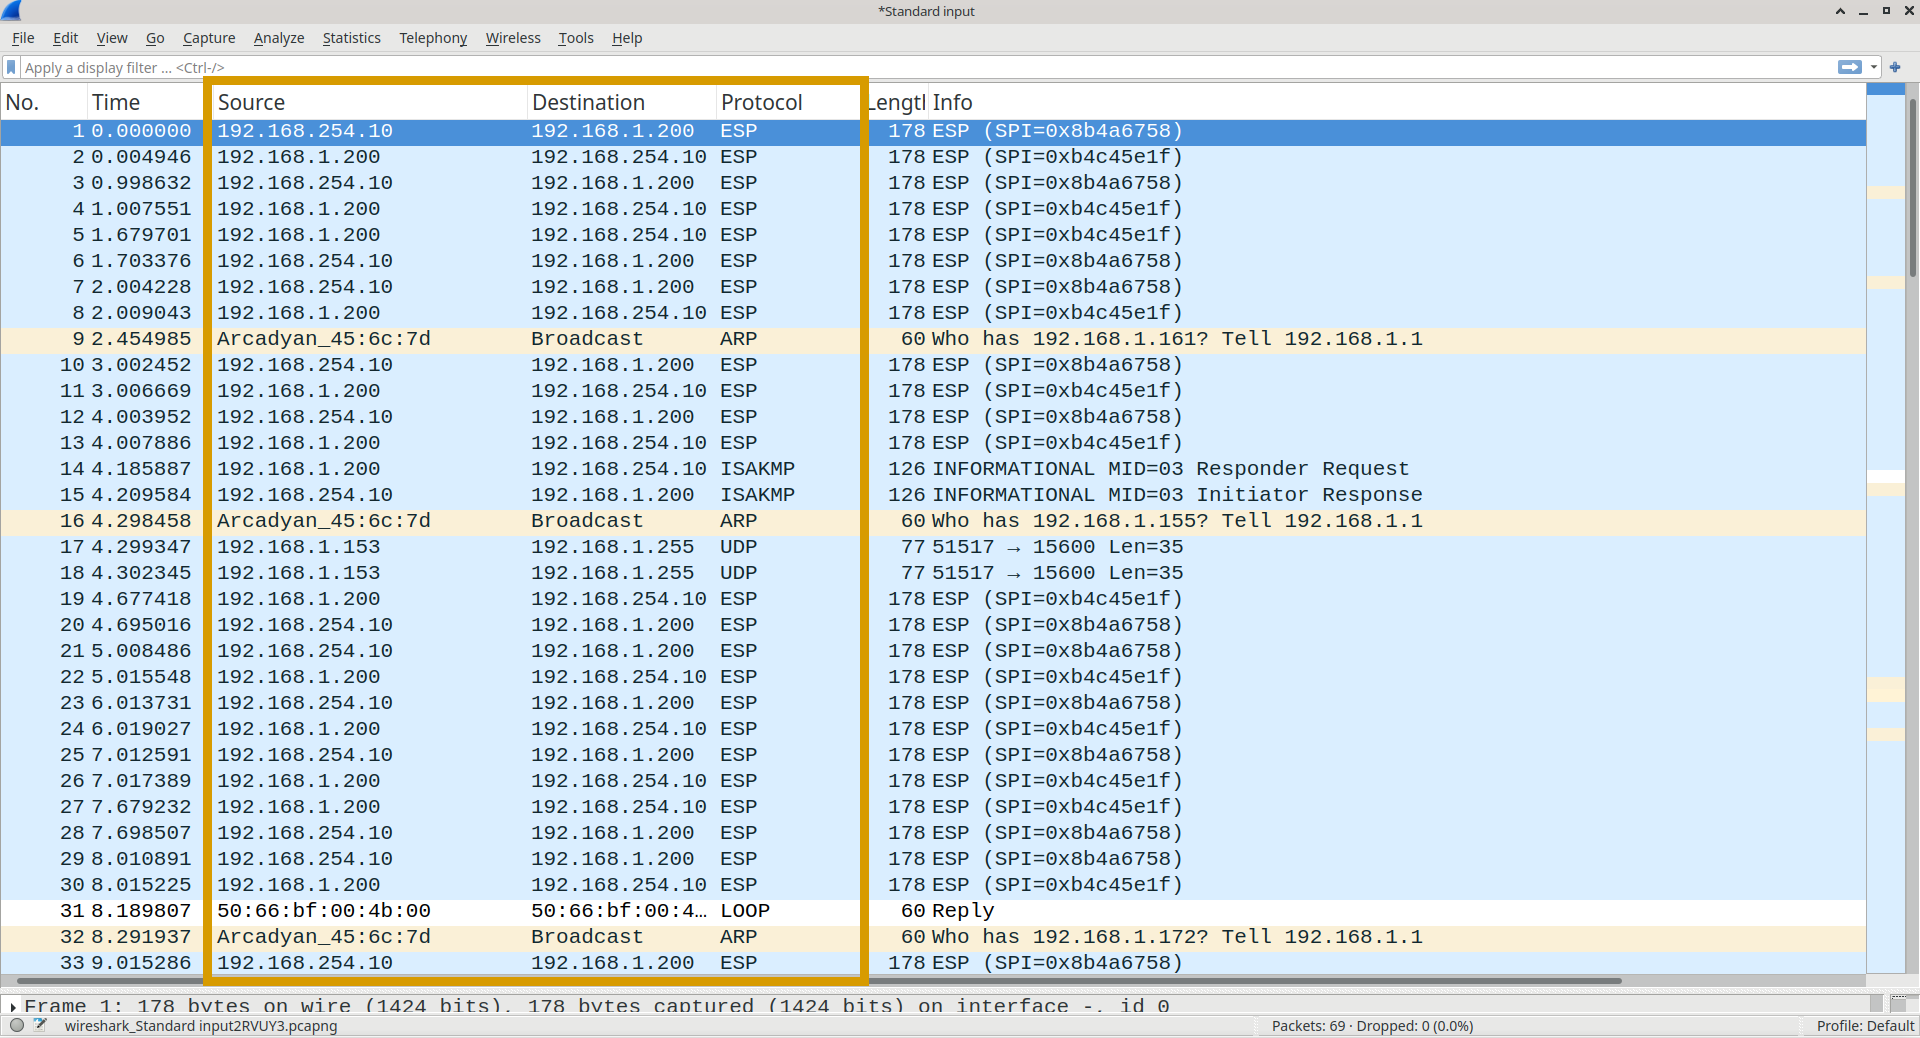 *Standard input
File Edit View Go Capture Analyze Statistics Telephony Wireless Tools Help
Apply a display filter ... <Ctrl-/>
No. Time Source Destination Protocol Lengtl Info
1 0.000000 192.168.254.10 192.168.1.200 ESP 178 ESP (SPI=0x8b4a6758)
2 0.004946 192.168.1.200 192.168.254.10 ESP 178 ESP (SPI=0xb4c45e1f)
3 0.998632 192.168.254.10 192.168.1.200 ESP 178 ESP (SPI=0x8b4a6758)
4 1.007551 192.168.1.200 192.168.254.10 ESP 178 ESP (SPI=0xb4c45e1f)
5 1.679701 192.168.1.200 192.168.254.10 ESP 178 ESP (SPI=0xb4c45e1f)
6 1.703376 192.168.254.10 192.168.1.200 ESP 178 ESP (SPI=0x8b4a6758)
7 2.004228 192.168.254.10 192.168.1.200 ESP 178 ESP (SPI=0x8b4a6758)
8 2.009043 192.168.1.200 192.168.254.10 ESP 178 ESP (SPI=0xb4c45e1f)
9 2.454985 Arcadyan_45:6c:7d Broadcast ARP 60 Who has 192.168.1.161? Tell 192.168.1.1
10 3.002452 192.168.254.10 192.168.1.200 ESP 178 ESP (SPI=0x8b4a6758)
11 3.006669 192.168.1.200 192.168.254.10 ESP 178 ESP (SPI=0xb4c45e1f)
12 4.003952 192.168.254.10 192.168.1.200 ESP 178 ESP (SPI=0x8b4a6758)
13 4.007886 192.168.1.200 192.168.254.10 ESP 178 ESP (SPI=0xb4c45e1f)
14 4.185887 192.168.1.200 192.168.254.10 ISAKMP 126 INFORMATIONAL MID=03 Responder Request
15 4.209584 192.168.254.10 192.168.1.200 ISAKMP 126 INFORMATIONAL MID=03 Initiator Response
16 4.298458 Arcadyan_45:6c:7d Broadcast ARP 60 Who has 192.168.1.155? Tell 192.168.1.1
17 4.299347 192.168.1.153 192.168.1.255 UDP 77 51517 → 15600 Len=35
18 4.302345 192.168.1.153 192.168.1.255 UDP 77 51517 → 15600 Len=35
19 4.677418 192.168.1.200 192.168.254.10 ESP 178 ESP (SPI=0xb4c45e1f)
20 4.695016 192.168.254.10 192.168.1.200 ESP 178 ESP (SPI=0x8b4a6758)
21 5.008486 192.168.254.10 192.168.1.200 ESP 178 ESP (SPI=0x8b4a6758)
22 5.015548 192.168.1.200 192.168.254.10 ESP 178 ESP (SPI=0xb4c45e1f)
23 6.013731 192.168.254.10 192.168.1.200 ESP 178 ESP (SPI=0x8b4a6758)
24 6.019027 192.168.1.200 192.168.254.10 ESP 178 ESP (SPI=0xb4c45e1f)
25 7.012591 192.168.254.10 192.168.1.200 ESP 178 ESP (SPI=0x8b4a6758)
26 7.017389 192.168.1.200 192.168.254.10 ESP 178 ESP (SPI=0xb4c45e1f)
27 7.679232 192.168.1.200 192.168.254.10 ESP 178 ESP (SPI=0xb4c45e1f)
28 7.698507 192.168.254.10 192.168.1.200 ESP 178 ESP (SPI=0x8b4a6758)
29 8.010891 192.168.254.10 192.168.1.200 ESP 178 ESP (SPI=0x8b4a6758)
30 8.015225 192.168.1.200 192.168.254.10 ESP 178 ESP (SPI=0xb4c45e1f)
31 8.189807 50:66:bf:00:4b:00 50:66:bf:00:4… LOOP 60 Reply
32 8.291937 Arcadyan_45:6c:7d Broadcast ARP 60 Who has 192.168.1.172? Tell 192.168.1.1
33 9.015286 192.168.254.10 192.168.1.200 ESP 178 ESP (SPI=0x8b4a6758)
Frame 1: 178 bytes on wire (1424 bits), 178 bytes captured (1424 bits) on interface -, id 0
wireshark_Standard input2RVUY3.pcapng Packets: 69 · Dropped: 0 (0.0%) Profile: Default